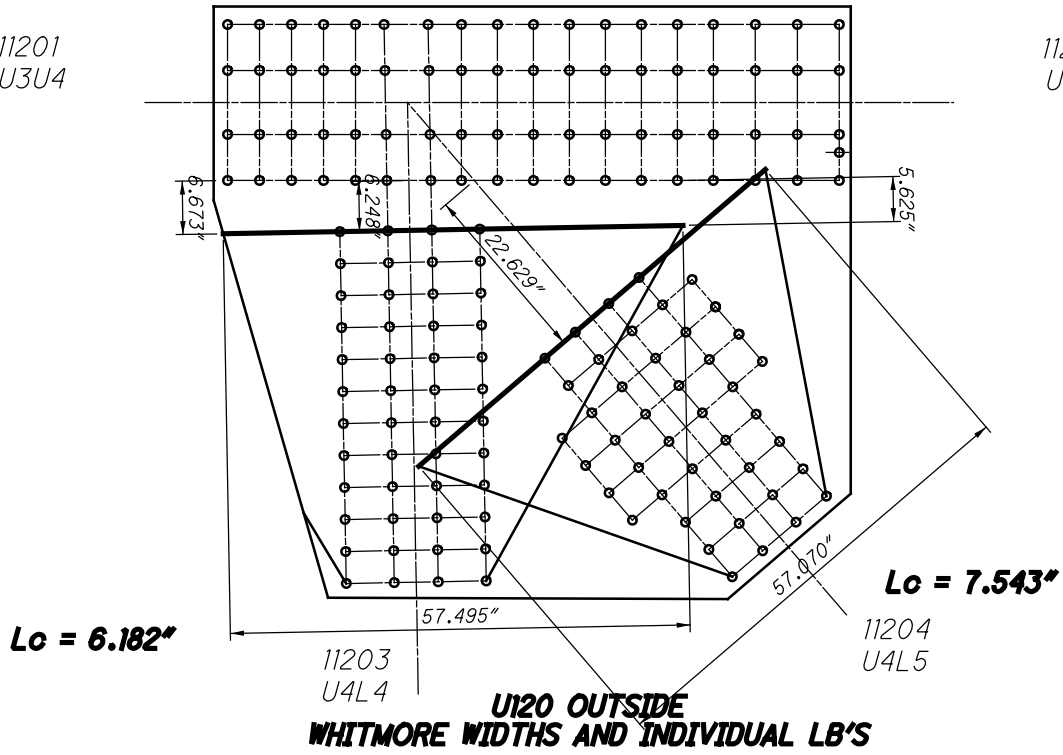 11201
U3U4
11
U
6.673"
6.248"
5.625"
22.629"
57.070"
Lc = 7.543"
57.495"
Lc = 6.182"
11203
U4L4
11204
U4L5
U120 OUTSIDE
WHITMORE WIDTHS AND INDIVIDUAL LB'S